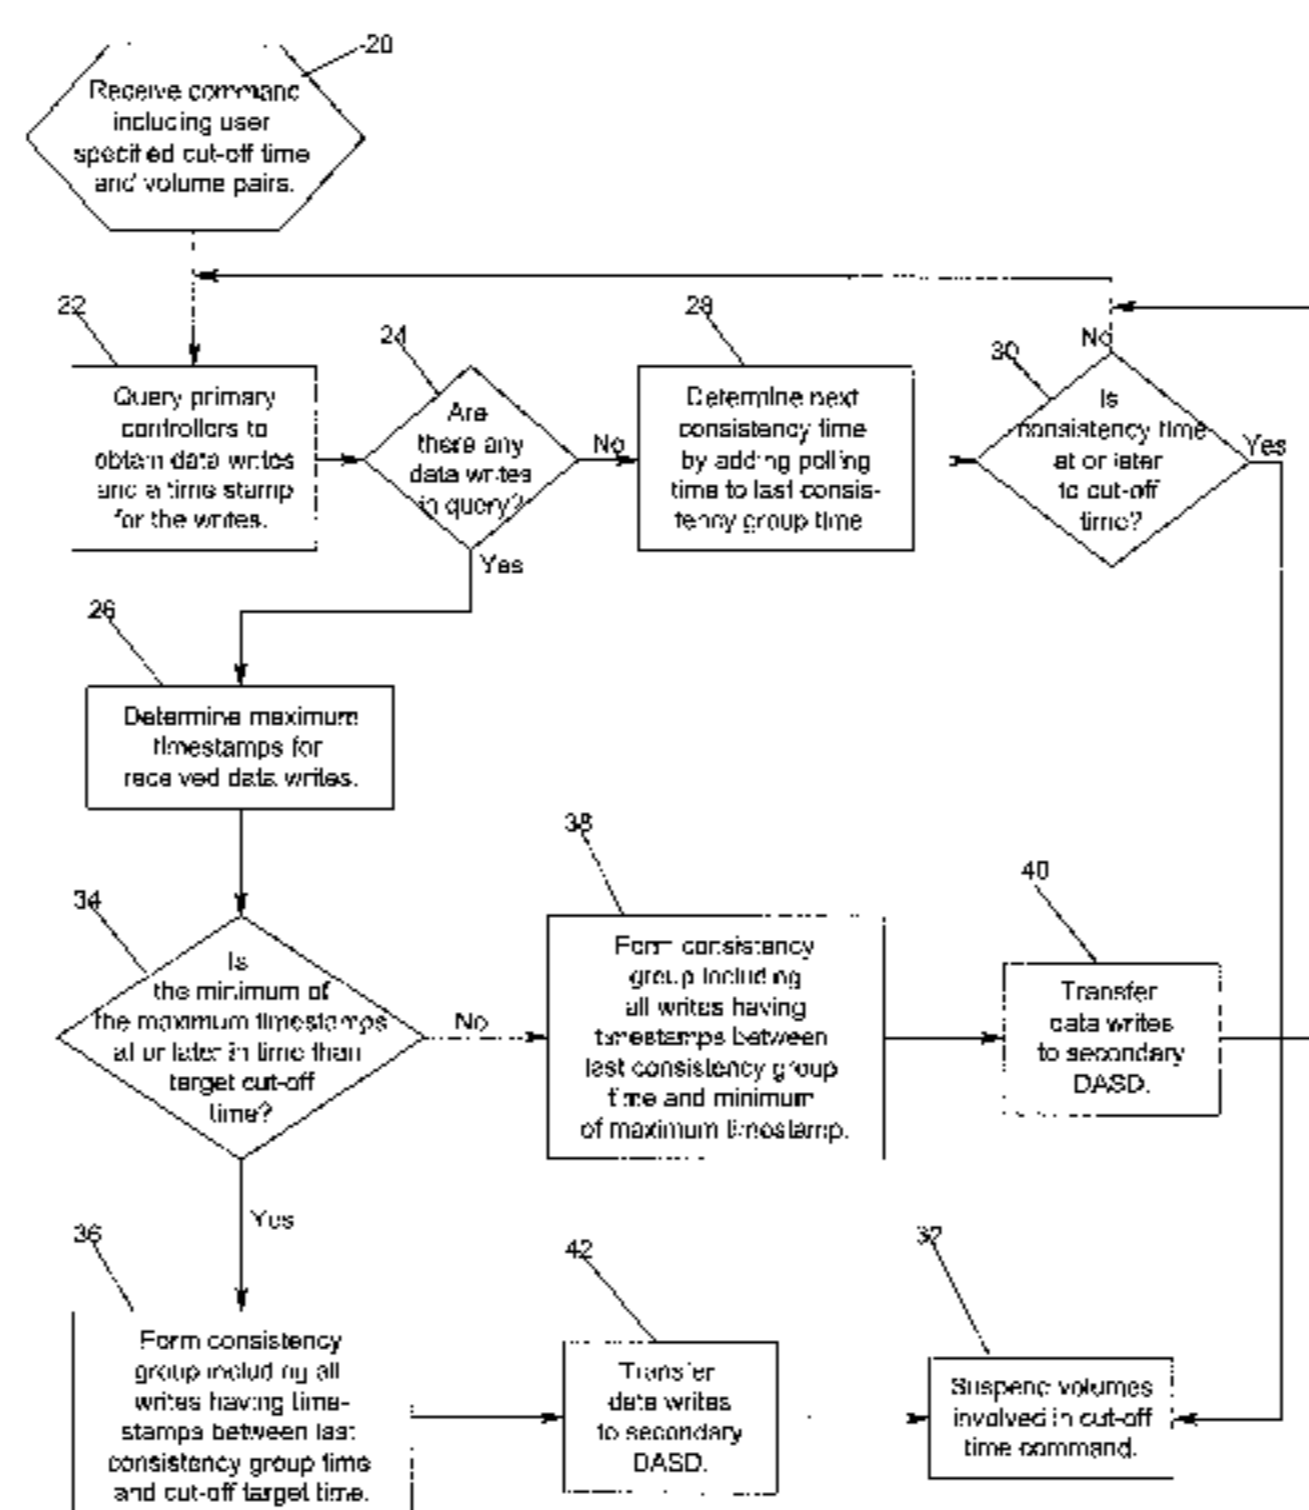 20
Receive command
including user
specified cut-off time
and volume pairs.
22
Query primary
controllers to
obtain data writes
and a time stamp
for the writes.
24
Are
there any
data writes
in query?
No
Yes
28
Determine next
consistency time
by adding polling
time to last consis-
tency group time
30
Is
consistency time
at or later
to cut-off
time?
No
Yes
26
Determine maximum
timestamps for
received data writes.
34
Is
the minimum of
the maximum timestamps
at or later in time than
target cut-off
time?
No
Yes
38
Form consistency
group including
all writes having
timestamps between
last consistency group
time and minimum
of maximum timestamp.
40
Transfer
data writes
to secondary
DASD.
36
Form consistency
group including all
writes having time-
stamps between last
consistency group time
and cut-off target time.
42
Transfer
data writes
to secondary
DASD.
32
Suspend volumes
involved in cut-off
time command.